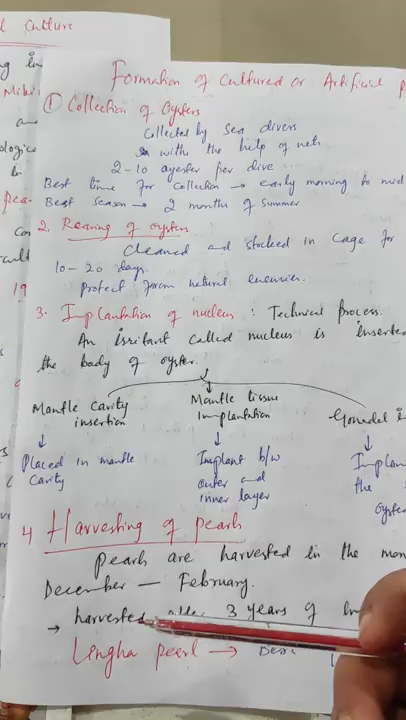 Culture
Formation of Cultured or Artificial
① Collection of Oysters
Collected by sea divers
with the help of nets
2-10 oyester per dive
Best time for collection → early morning to mid
Best season → 2 months of summer
2. Rearing of oysters
Cleaned and stocked in cage for
10-20 days.
Protect from natural enemies.
3. Implantation of nucleus : Technical process.
An irritant called nucleus is inserted
the body of oyster.
Mantle cavity insertion
Mantle tissue implantation
Gonadal
Placed in mantle cavity
Implant b/w outer and inner layer
the
4 Harvesting of pearls
Pearls are harvested in the
December — February.
→ harvested after 3 years of
Lingha pearl → Best